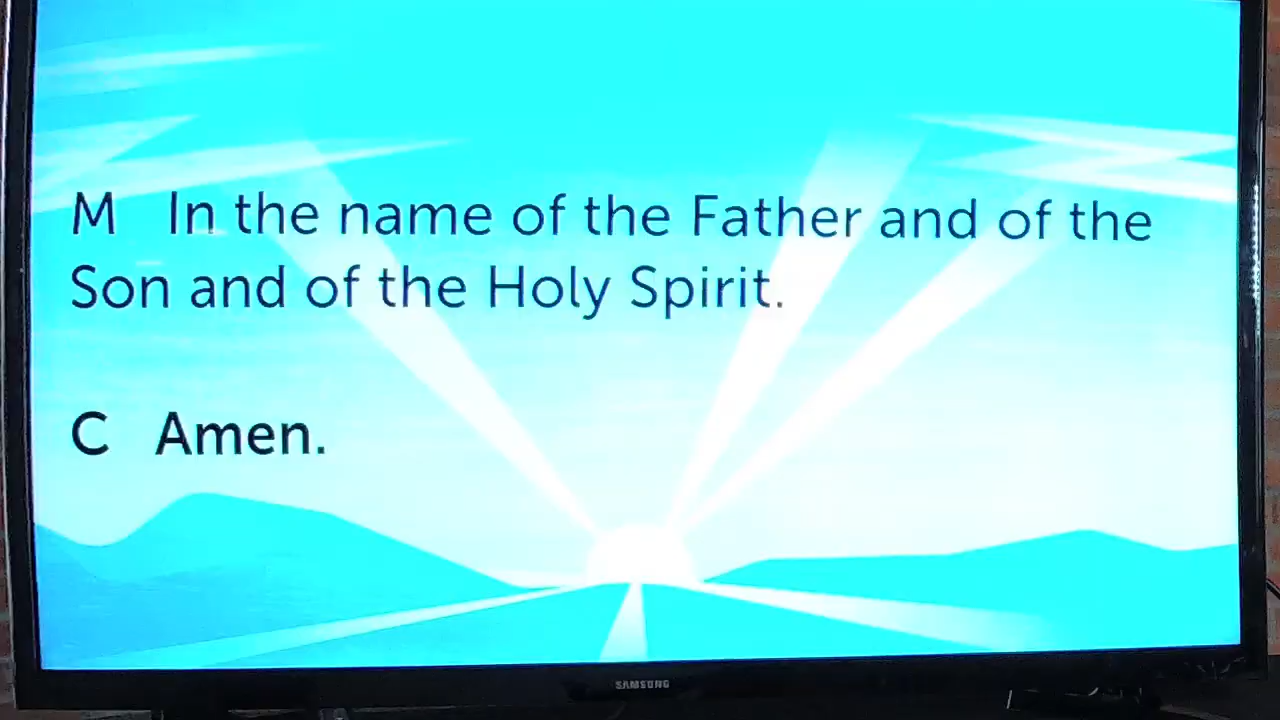 M In the name of the Father and of the
Son and of the Holy Spirit.
C Amen.
SAMSUNG